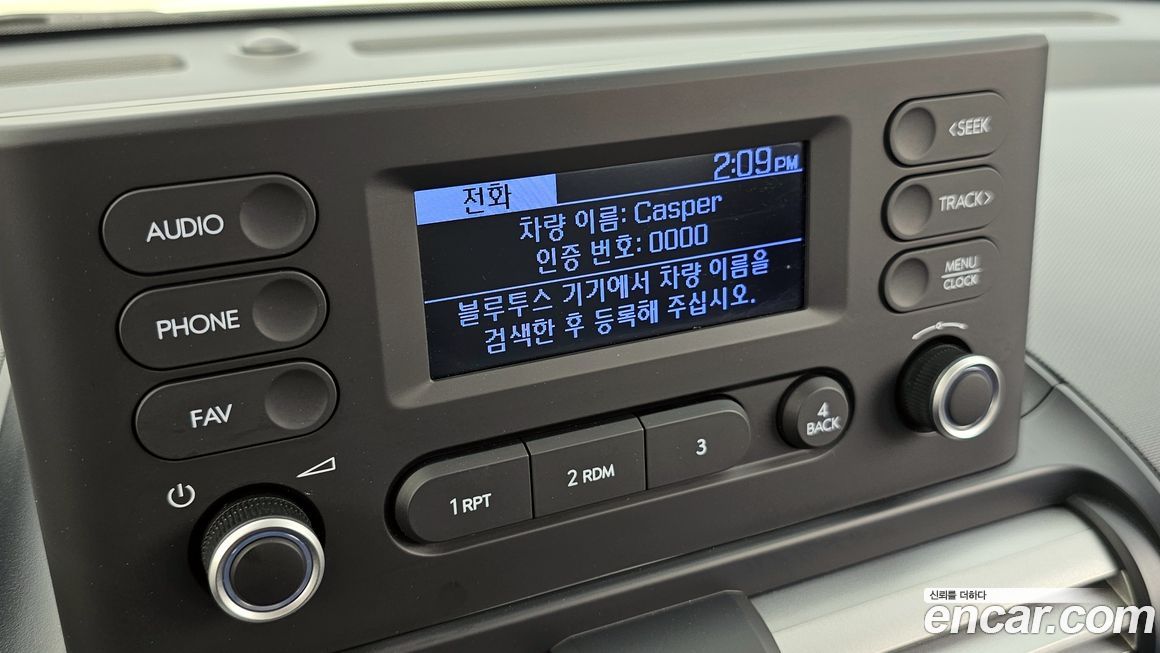 AUDIO
PHONE
FAV
전화
2:09 PM
차량 이름: Casper
인증 번호: 0000
블루투스 기기에서 차량 이름을
검색한 후 등록해 주십시오.
<SEEK
TRACK>
MENU
CLOCK
1 RPT
2 RDM
3
4
BACK
신뢰를 더하다
encar.com